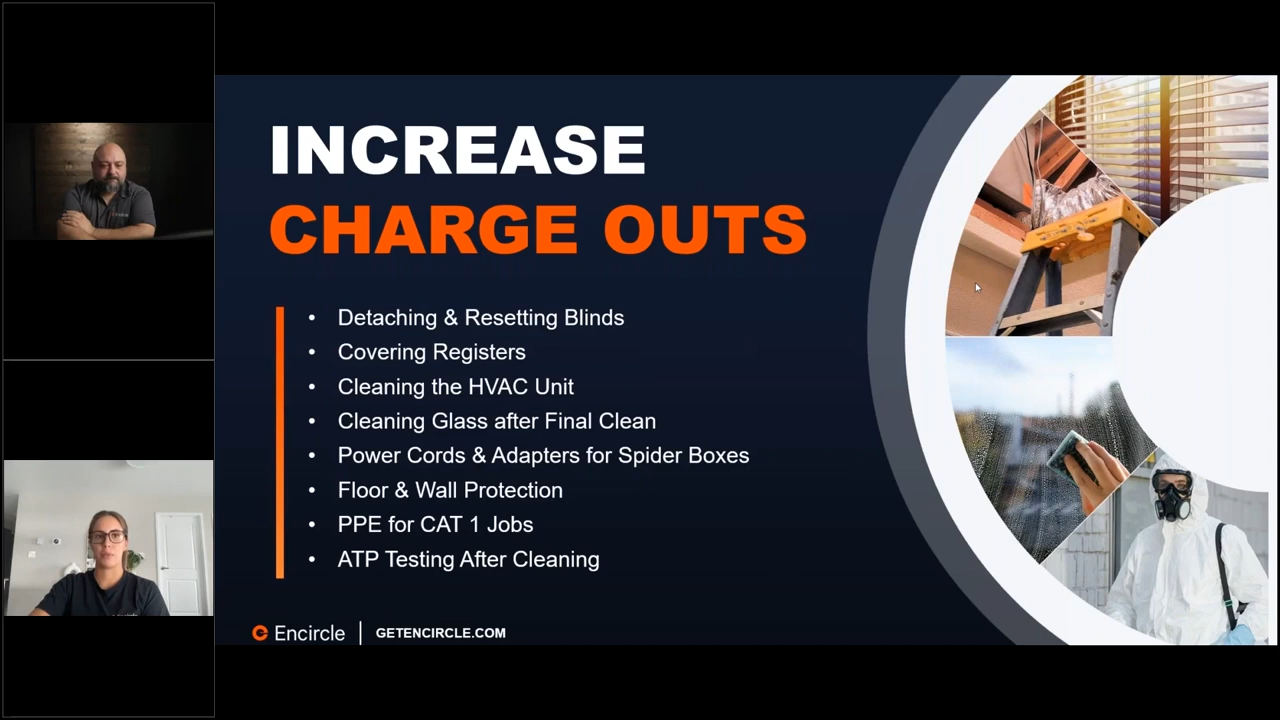 INCREASE
CHARGE OUTS
• Detaching & Resetting Blinds
• Covering Registers
• Cleaning the HVAC Unit
• Cleaning Glass after Final Clean
• Power Cords & Adapters for Spider Boxes
• Floor & Wall Protection
• PPE for CAT 1 Jobs
• ATP Testing After Cleaning
Encircle | GETENCIRCLE.COM